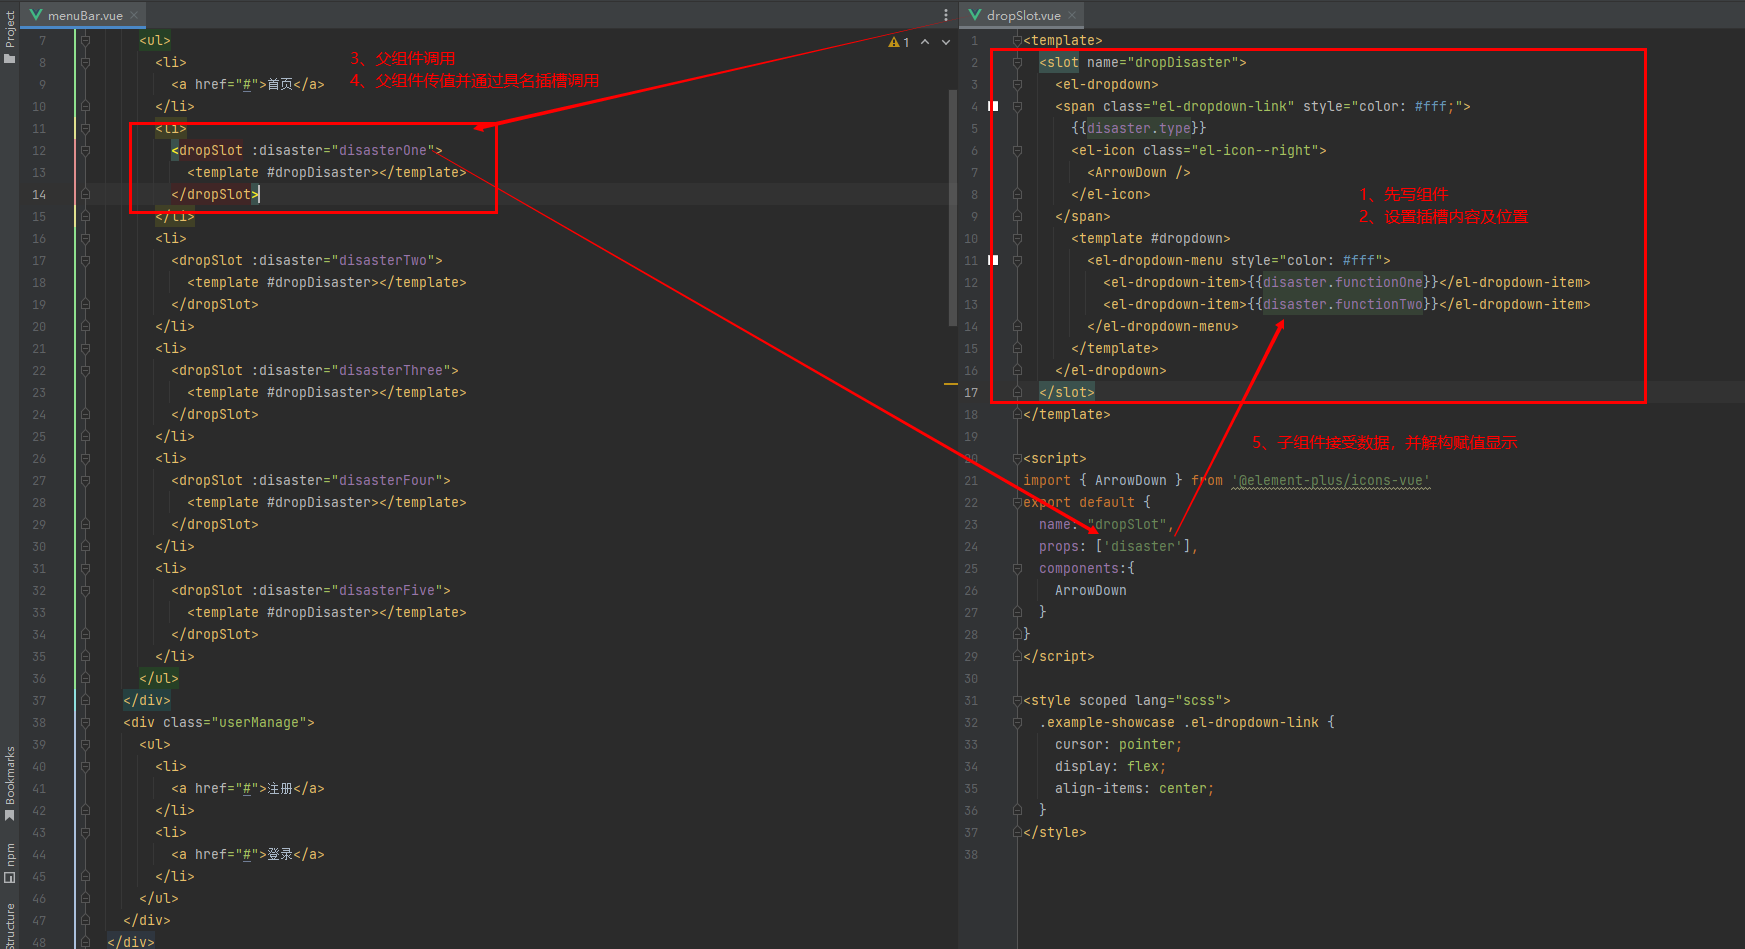 Project
menuBar.vue
7 <ul>
8 <li>
9 <a href="#">首页</a>
10 </li>
11 <li>
12 <dropSlot :disaster="disasterOne">
13 <template #dropDisaster></template>
14 </dropSlot>
15 </li>
16 <li>
17 <dropSlot :disaster="disasterTwo">
18 <template #dropDisaster></template>
19 </dropSlot>
20 </li>
21 <li>
22 <dropSlot :disaster="disasterThree">
23 <template #dropDisaster></template>
24 </dropSlot>
25 </li>
26 <li>
27 <dropSlot :disaster="disasterFour">
28 <template #dropDisaster></template>
29 </dropSlot>
30 </li>
31 <li>
32 <dropSlot :disaster="disasterFive">
33 <template #dropDisaster></template>
34 </dropSlot>
35 </li>
36 </ul>
37 </div>
38 <div class="userManage">
39 <ul>
40 <li>
41 <a href="#">注册</a>
42 </li>
43 <li>
44 <a href="#">登录</a>
45 </li>
46 </ul>
47 </div>
48 </div>
1
3、父组件调用
4、父组件传值并通过具名插槽调用
dropSlot.vue
1 <template>
2 <slot name="dropDisaster">
3 <el-dropdown>
4 <span class="el-dropdown-link" style="color: #fff;">
5 {{disaster.type}}
6 <el-icon class="el-icon--right">
7 <ArrowDown />
8 </el-icon>
9 </span>
10 <template #dropdown>
11 <el-dropdown-menu style="color: #fff">
12 <el-dropdown-item>{{disaster.functionOne}}</el-dropdown-item>
13 <el-dropdown-item>{{disaster.functionTwo}}</el-dropdown-item>
14 </el-dropdown-menu>
15 </template>
16 </el-dropdown>
17 </slot>
18 </template>
19
20 <script>
21 import { ArrowDown } from '@element-plus/icons-vue'
22 export default {
23 name: "dropSlot",
24 props: ['disaster'],
25 components:{
26 ArrowDown
27 }
28 }
29 </script>
30
31 <style scoped lang="scss">
32 .example-showcase .el-dropdown-link {
33 cursor: pointer;
34 display: flex;
35 align-items: center;
36 }
37 </style>
38
1、先写组件
2、设置插槽内容及位置
5、子组件接受数据，并解构赋值显示
Bookmarks
npm
Structure